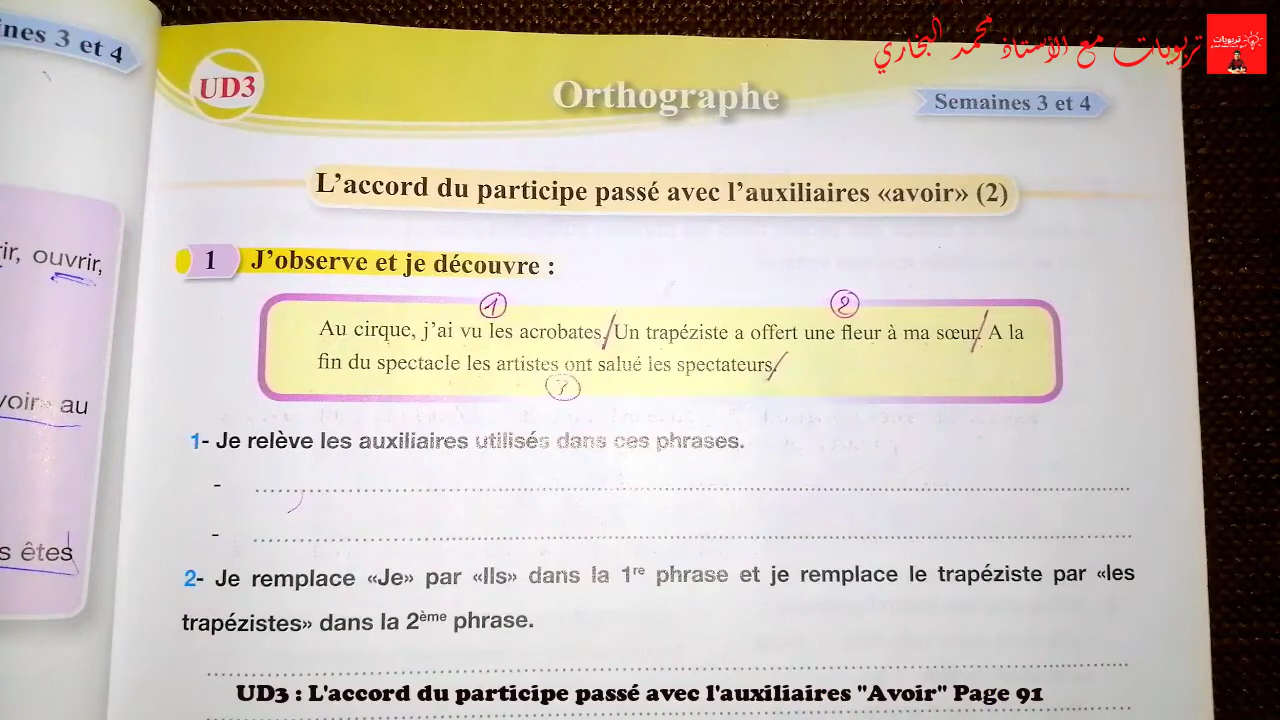 تربويات مع الأستاذ محمد البخاري
تربويات
ines 3 et 4
UD3
Orthographe
Semaines 3 et 4
L'accord du participe passé avec l'auxiliaires «avoir» (2)
1 J'observe et je découvre :
1 2
Au cirque, j'ai vu les acrobates. Un trapéziste a offert une fleur à ma sœur. A la
fin du spectacle les artistes ont salué les spectateurs.
3
rir, ouvrir,
voir» au
s êtes
1- Je relève les auxiliaires utilisés dans ces phrases.
-
-
2- Je remplace «Je» par «Ils» dans la 1re phrase et je remplace le trapéziste par «les
trapézistes» dans la 2ème phrase.
UD3 : L'accord du participe passé avec l'auxiliaires "Avoir" Page 91